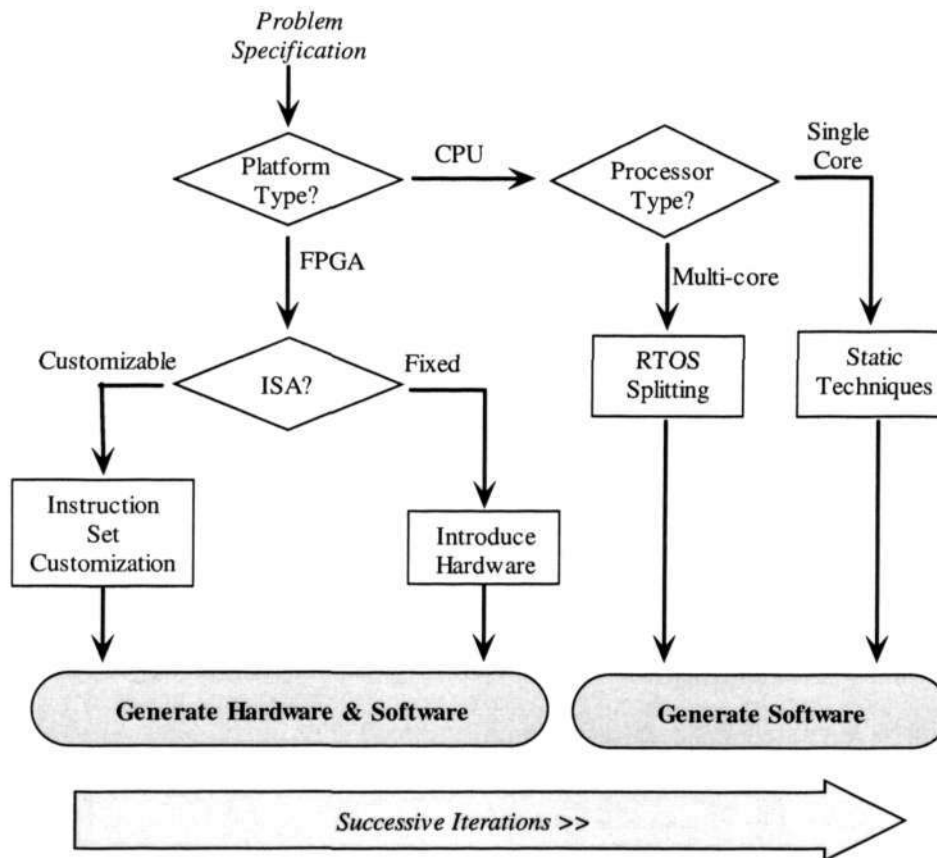 Problem
Specification
Platform
Type?
CPU
Processor
Type?
Single
Core
FPGA
Multi-core
Customizable
ISA?
Fixed
RTOS
Splitting
Static
Techniques
Instruction
Set
Customization
Introduce
Hardware
Generate Hardware & Software
Generate Software
Successive Iterations >>